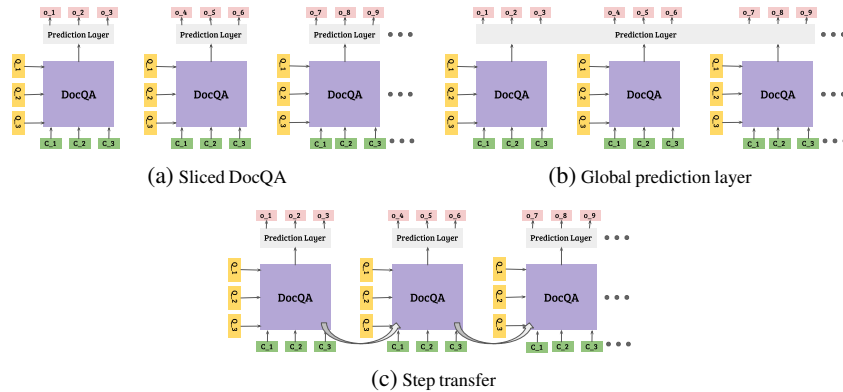 o_1 o_2 o_3 o_4 o_5 o_6 o_7 o_8 o_9
Prediction Layer Prediction Layer Prediction Layer
Q_1 Q_2 Q_3 DocQA Q_1 Q_2 Q_3 DocQA Q_1 Q_2 Q_3 DocQA
C_1 C_2 C_3 C_1 C_2 C_3 C_1 C_2 C_3
(a) Sliced DocQA
o_1 o_2 o_3 o_4 o_5 o_6 o_7 o_8 o_9
Prediction Layer
Q_1 Q_2 Q_3 DocQA Q_1 Q_2 Q_3 DocQA Q_1 Q_2 Q_3 DocQA
C_1 C_2 C_3 C_1 C_2 C_3 C_1 C_2 C_3
(b) Global prediction layer
o_1 o_2 o_3 o_4 o_5 o_6 o_7 o_8 o_9
Prediction Layer Prediction Layer Prediction Layer
Q_1 Q_2 Q_3 DocQA Q_1 Q_2 Q_3 DocQA Q_1 Q_2 Q_3 DocQA
C_1 C_2 C_3 C_1 C_2 C_3 C_1 C_2 C_3
(c) Step transfer